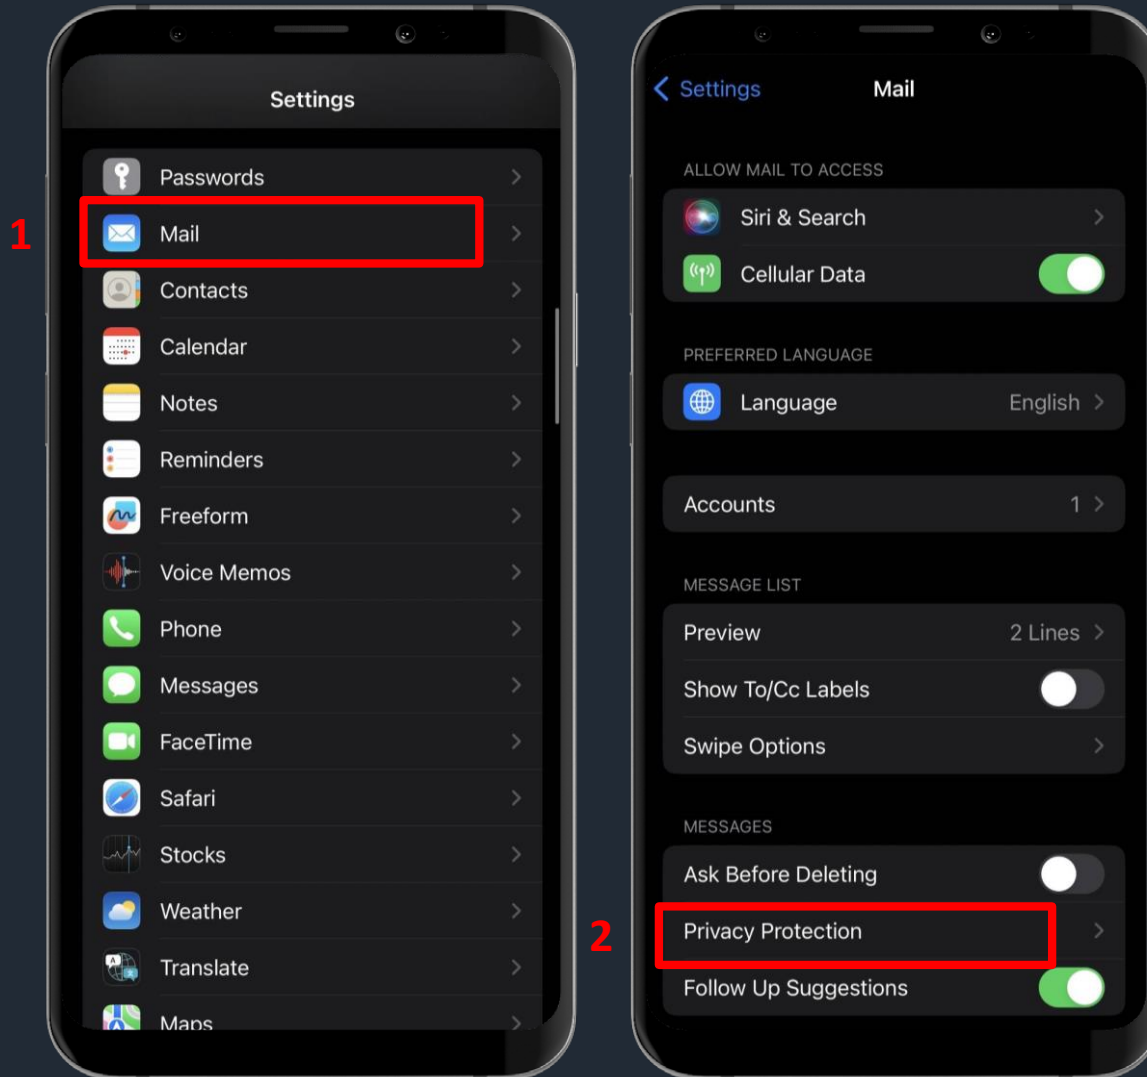 Settings
Passwords
1
Mail
Contacts
Calendar
Notes
Reminders
Freeform
Voice Memos
Phone
Messages
FaceTime
Safari
Stocks
Weather
Translate
Maps
Settings
Mail
ALLOW MAIL TO ACCESS
Siri & Search
Cellular Data
PREFERRED LANGUAGE
Language
English
Accounts
1
MESSAGE LIST
Preview
2 Lines
Show To/Cc Labels
Swipe Options
MESSAGES
Ask Before Deleting
2
Privacy Protection
Follow Up Suggestions